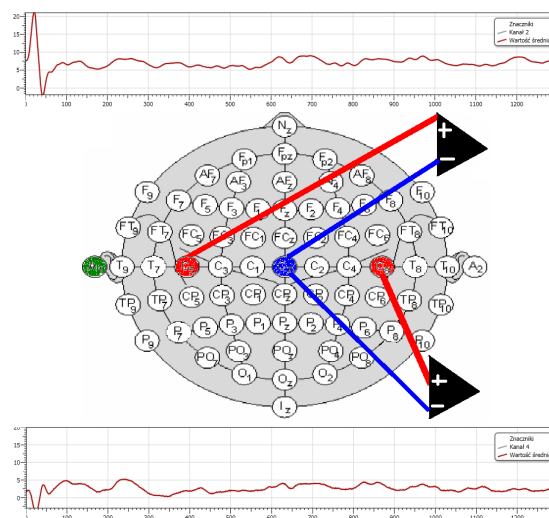 20
15
10
5
0
Znaczniki
Kanał 2
Wartość średnia
100 200 300 400 500 600 700 800 900 1000 1100 1200
Nz
Fp1 Fpz Fp2
AF7 AF3 AFz AF4 AF8
F9 F7 F5 F3 F1 Fz F2 F4 F6 F8 F10
FT9 FT7 FC5 FC3 FC1 FCz FC2 FC4 FC6 FT8 FT10
T9 T7 C3 C1 C2 C4 T8 T10 A2
TP9 TP7 CP5 CP3 CP1 CPz CP2 CP4 CP6 TP8 TP10
P9 P7 P5 P3 P1 Pz P2 P4 P6 P8 P10
PO7 PO3 POz PO4 PO8
O1 Oz O2
Iz
+
−
+
−
20
15
10
5
0
Znaczniki
Kanał 4
Wartość średnia
100 200 300 400 500 600 700 800 900 1000 1100 1200